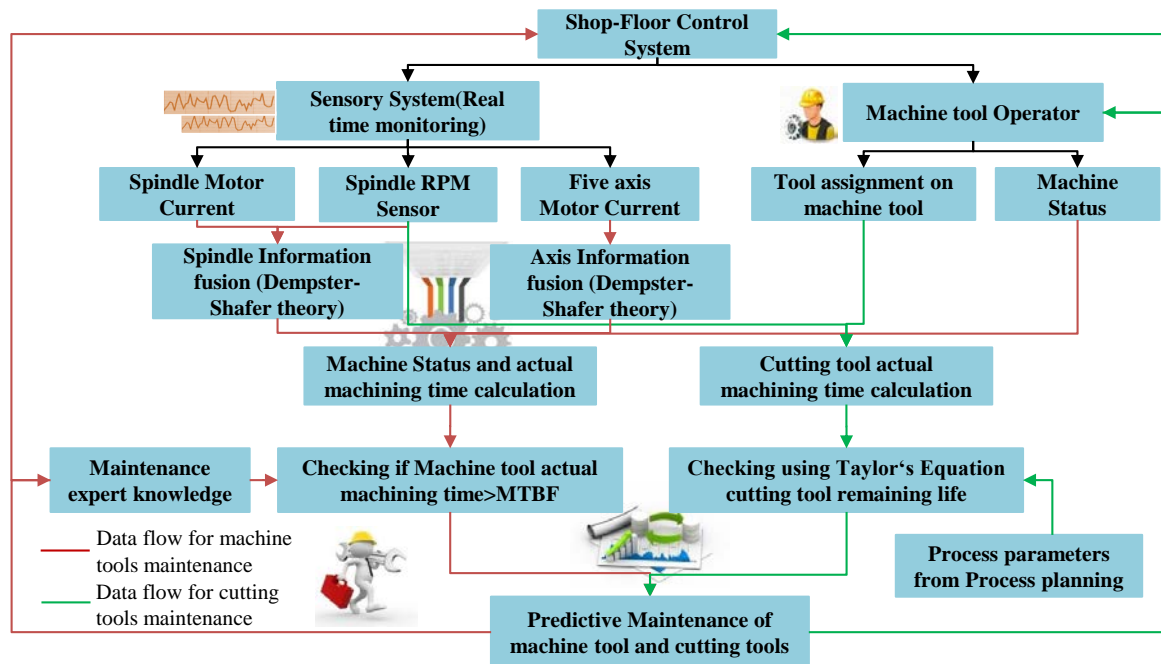 Shop-Floor Control
System
Sensory System(Real
time monitoring)
Machine tool Operator
Spindle Motor
Current
Spindle RPM
Sensor
Five axis
Motor Current
Tool assignment on
machine tool
Machine
Status
Spindle Information
fusion (Dempster-
Shafer theory)
Axis Information
fusion (Dempster-
Shafer theory)
Machine Status and actual
machining time calculation
Cutting tool actual
machining time calculation
Maintenance
expert knowledge
Checking if Machine tool actual
machining time>MTBF
Checking using Taylor‘s Equation
cutting tool remaining life
Data flow for machine
tools maintenance
Data flow for cutting
tools maintenance
Process parameters
from Process planning
Predictive Maintenance of
machine tool and cutting tools